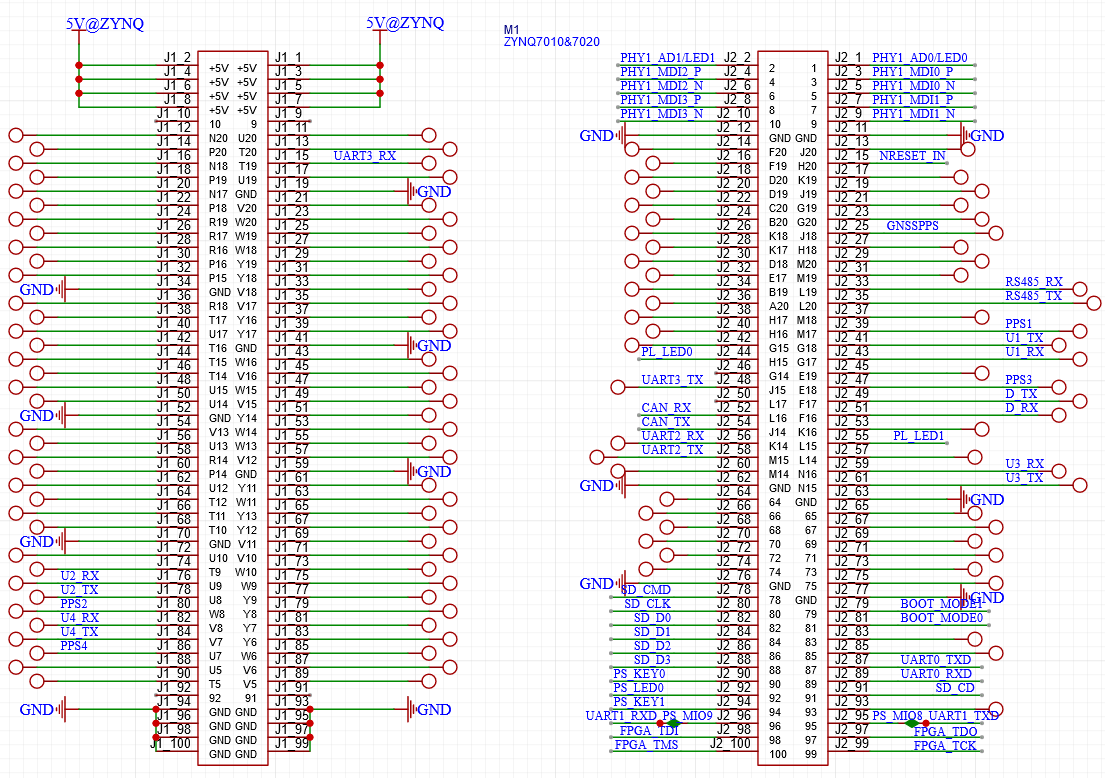 5V@ZYNQ 5V@ZYNQ
M1
ZYNQ7010&7020
J1_2 +5V +5V J1_1
J1_4 +5V +5V J1_3
J1_6 +5V +5V J1_5
J1_8 +5V +5V J1_7
J1_10 10 9 J1_9
J1_12 N20 U20 J1_11
J1_14 P20 T20 J1_13
J1_16 N18 T19 J1_15 UART3_RX
J1_18 P19 U19 J1_17
J1_20 N17 GND J1_19 GND
J1_22 P18 V20 J1_21
J1_24 R19 W20 J1_23
J1_26 R17 W19 J1_25
J1_28 R16 W18 J1_27
J1_30 P16 Y19 J1_29
J1_32 P15 Y18 J1_31
GND J1_34 GND V18 J1_33
J1_36 R18 V17 J1_35
J1_38 T17 Y17 J1_37
J1_40 U17 Y16 J1_39
J1_42 T16 GND J1_41 GND
J1_44 T15 W16 J1_43
J1_46 T14 V16 J1_45
J1_48 U15 W15 J1_47
J1_50 U14 V15 J1_49
GND J1_52 GND Y14 J1_51
J1_54 V13 W14 J1_53
J1_56 U13 W13 J1_55
J1_58 R14 V12 J1_57
J1_60 P14 GND J1_59 GND
J1_62 U12 Y11 J1_61
J1_64 T12 W11 J1_63
J1_66 T11 Y13 J1_65
J1_68 T10 Y12 J1_67
GND J1_70 GND V11 J1_69
J1_72 U10 V10 J1_71
J1_74 T9 W10 J1_73
U2_RX J1_76 U9 W9 J1_75
U2_TX J1_78 U8 Y9 J1_77
PPS2 J1_80 W8 Y8 J1_79
U4_RX J1_82 V8 Y7 J1_81
U4_TX J1_84 V7 Y6 J1_83
PPS4 J1_86 U7 W6 J1_85
J1_88 U5 V6 J1_87
J1_90 T5 V5 J1_89
J1_92 92 91 J1_91
GND J1_94 GND GND J1_93 GND
J1_96 GND GND J1_95
J1_98 GND GND J1_97
J1_100 GND GND J1_99
PHY1_AD1/LED1 J2_2 2 1 J2_1 PHY1_AD0/LED0
PHY1_MDI2_P J2_4 4 3 J2_3 PHY1_MDI0_P
PHY1_MDI2_N J2_6 6 5 J2_5 PHY1_MDI0_N
PHY1_MDI3_P J2_8 8 7 J2_7 PHY1_MDI1_P
PHY1_MDI3_N J2_10 10 9 J2_9 PHY1_MDI1_N
GND J2_12 GND GND J2_11 GND
J2_14 F20 J20 J2_13
J2_16 F19 H20 J2_15 NRESET_IN
J2_18 D20 K19 J2_17
J2_20 D19 J19 J2_19
J2_22 C20 G19 J2_21
J2_24 B20 G20 J2_23
J2_26 K18 J18 J2_25 GNSSPPS
J2_28 K17 H18 J2_27
J2_30 D18 M20 J2_29
J2_32 E17 M19 J2_31
J2_34 B19 L19 J2_33 RS485_RX
J2_36 A20 L20 J2_35 RS485_TX
J2_38 H17 M18 J2_37
J2_40 H16 M17 J2_39 PPS1
J2_42 G15 G18 J2_41 U1_TX
PL_LED0 J2_44 H15 G17 J2_43 U1_RX
J2_46 G14 E19 J2_45
UART3_TX J2_48 J15 E18 J2_47 PPS3
J2_50 L17 F17 J2_49 D_TX
CAN_RX J2_52 L16 F16 J2_51 D_RX
CAN_TX J2_54 J14 K16 J2_53
UART2_RX J2_56 K14 L15 J2_55 PL_LED1
UART2_TX J2_58 M15 L14 J2_57
J2_60 M14 N16 J2_59 U3_RX
GND J2_62 GND N15 J2_61 U3_TX
J2_64 64 GND J2_63 GND
J2_66 66 65 J2_65
J2_68 68 67 J2_67
J2_70 70 69 J2_69
J2_72 72 71 J2_71
J2_74 74 73 J2_73
GND J2_76 GND 75 J2_75
SD_CMD J2_78 78 GND J2_77 GND
SD_CLK J2_80 80 79 J2_79 BOOT_MODE1
SD_D0 J2_82 82 81 J2_81 BOOT_MODE0
SD_D1 J2_84 84 83 J2_83
SD_D2 J2_86 86 85 J2_85
SD_D3 J2_88 88 87 J2_87 UART0_TXD
PS_KEY0 J2_90 90 89 J2_89 UART0_RXD
PS_LED0 J2_92 92 91 J2_91 SD_CD
PS_KEY1 J2_94 94 93 J2_93
UART1_RXD PS_MIO9 J2_96 96 95 J2_95 PS_MIO8 UART1_TXD
FPGA_TDI J2_98 98 97 J2_97 FPGA_TDO
FPGA_TMS J2_100 100 99 J2_99 FPGA_TCK